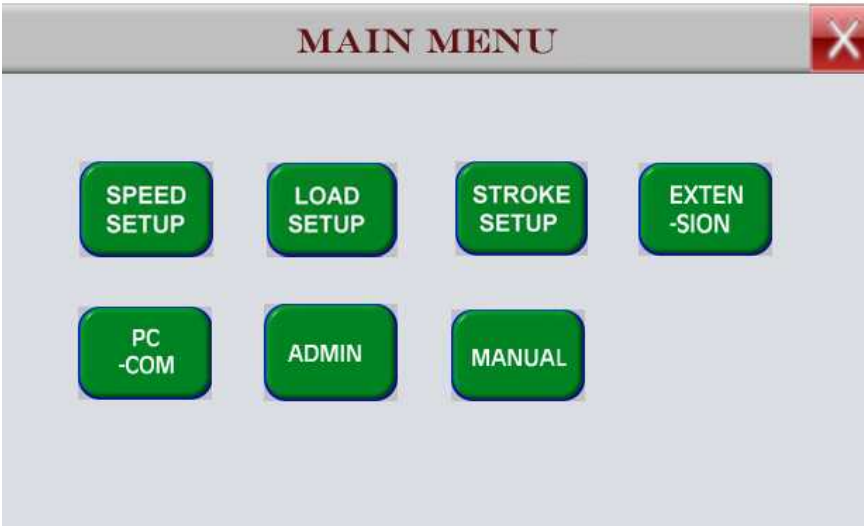 MAIN MENU
X
SPEED
SETUP
LOAD
SETUP
STROKE
SETUP
EXTEN
-SION
PC
-COM
ADMIN
MANUAL